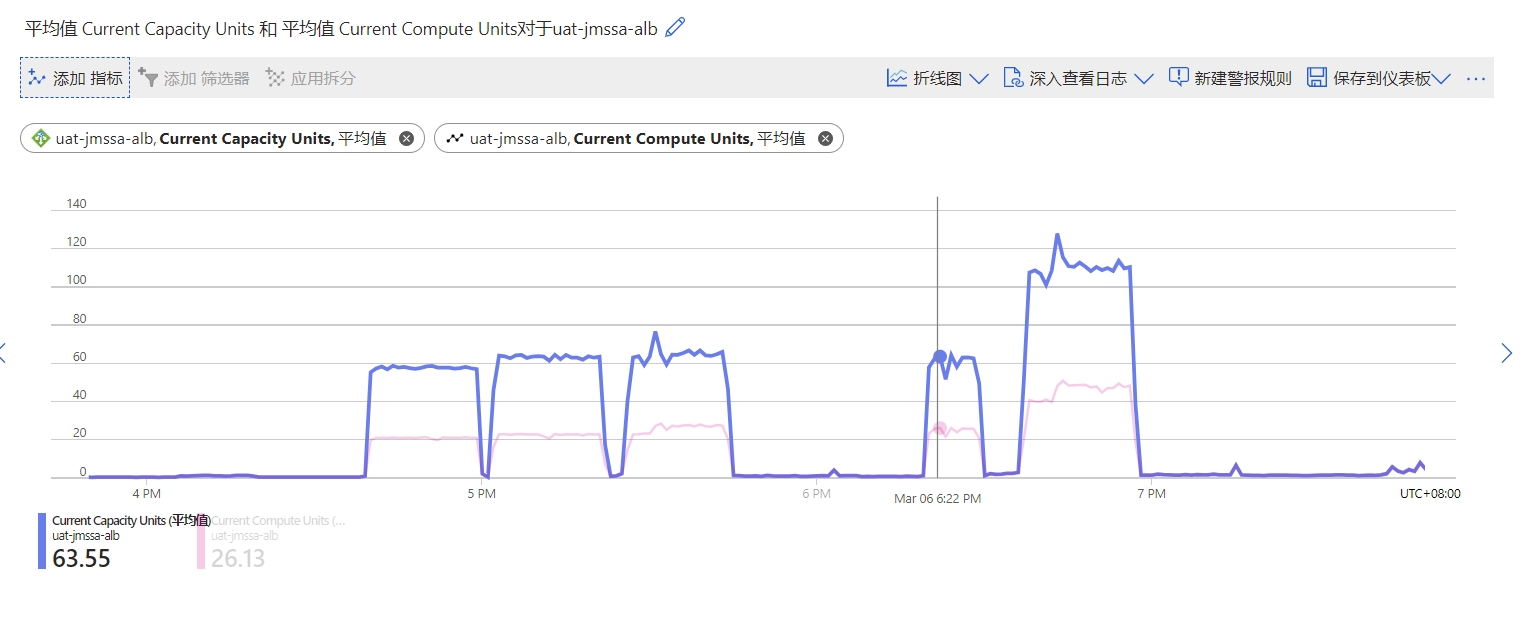 平均值 Current Capacity Units 和 平均值 Current Compute Units对于uat-jmssa-alb
添加 指标 添加 筛选器 应用拆分 折线图 深入查看日志 新建警报规则 保存到仪表板 ...
uat-jmssa-alb, Current Capacity Units, 平均值 uat-jmssa-alb, Current Compute Units, 平均值
140
120
100
80
60
40
20
0
4 PM 5 PM 6 PM Mar 06 6:22 PM 7 PM UTC+08:00
Current Capacity Units (平均值) Current Compute Units (...
uat-jmssa-alb uat-jmssa-alb
63.55 26.13